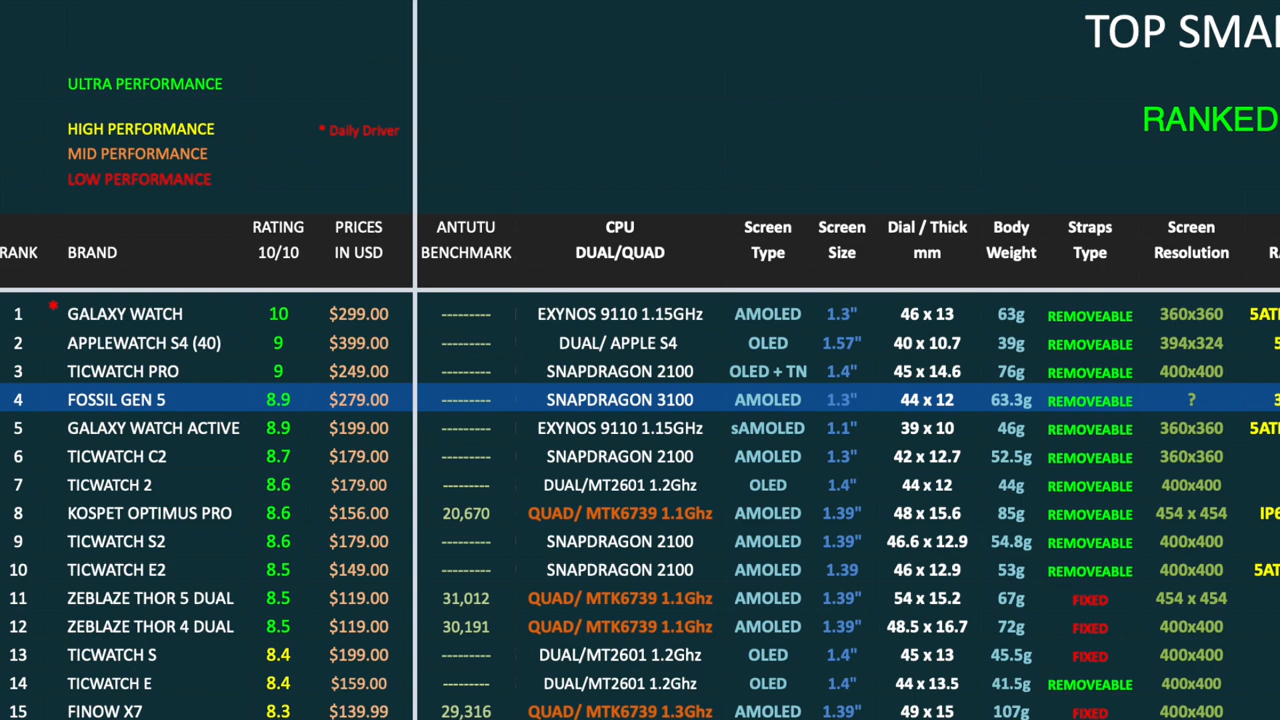 TOP SMA
ULTRA PERFORMANCE
RANKED
HIGH PERFORMANCE * Daily Driver
MID PERFORMANCE
LOW PERFORMANCE
RATING PRICES ANTUTU CPU Screen Screen Dial / Thick Body Straps Screen
RANK BRAND 10/10 IN USD BENCHMARK DUAL/QUAD Type Size mm Weight Type Resolution
1 * GALAXY WATCH 10 $299.00 --------- EXYNOS 9110 1.15GHz AMOLED 1.3" 46 x 13 63g REMOVEABLE 360x360 5AT
2 APPLEWATCH S4 (40) 9 $399.00 --------- DUAL/ APPLE S4 OLED 1.57" 40 x 10.7 39g REMOVEABLE 394x324 5
3 TICWATCH PRO 9 $249.00 --------- SNAPDRAGON 2100 OLED + TN 1.4" 45 x 14.6 76g REMOVEABLE 400x400
4 FOSSIL GEN 5 8.9 $279.00 --------- SNAPDRAGON 3100 AMOLED 1.3" 44 x 12 63.3g REMOVEABLE ? 3
5 GALAXY WATCH ACTIVE 8.9 $199.00 --------- EXYNOS 9110 1.15GHz sAMOLED 1.1" 39 x 10 46g REMOVEABLE 360x360 5AT
6 TICWATCH C2 8.7 $179.00 --------- SNAPDRAGON 2100 AMOLED 1.3" 42 x 12.7 52.5g REMOVEABLE 360x360
7 TICWATCH 2 8.6 $179.00 --------- DUAL/MT2601 1.2Ghz OLED 1.4" 44 x 12 44g REMOVEABLE 400x400
8 KOSPET OPTIMUS PRO 8.6 $156.00 20,670 QUAD/ MTK6739 1.1Ghz AMOLED 1.39" 48 x 15.6 85g REMOVEABLE 454 x 454 IP6
9 TICWATCH S2 8.6 $179.00 --------- SNAPDRAGON 2100 AMOLED 1.39" 46.6 x 12.9 54.8g REMOVEABLE 400x400
10 TICWATCH E2 8.5 $149.00 --------- SNAPDRAGON 2100 AMOLED 1.39 46 x 12.9 53g REMOVEABLE 400x400 5AT
11 ZEBLAZE THOR 5 DUAL 8.5 $119.00 31,012 QUAD/ MTK6739 1.1Ghz AMOLED 1.39" 54 x 15.2 67g FIXED 454 x 454
12 ZEBLAZE THOR 4 DUAL 8.5 $119.00 30,191 QUAD/ MTK6739 1.1Ghz AMOLED 1.39" 48.5 x 16.7 72g FIXED 400x400
13 TICWATCH S 8.4 $199.00 --------- DUAL/MT2601 1.2Ghz OLED 1.4" 45 x 13 45.5g FIXED 400x400
14 TICWATCH E 8.4 $159.00 --------- DUAL/MT2601 1.2Ghz OLED 1.4" 44 x 13.5 41.5g REMOVEABLE 400x400
15 FINOW X7 8.3 $139.99 29,316 QUAD/ MTK6739 1.3Ghz AMOLED 1.39" 49 x 15 107g FIXED 400x400